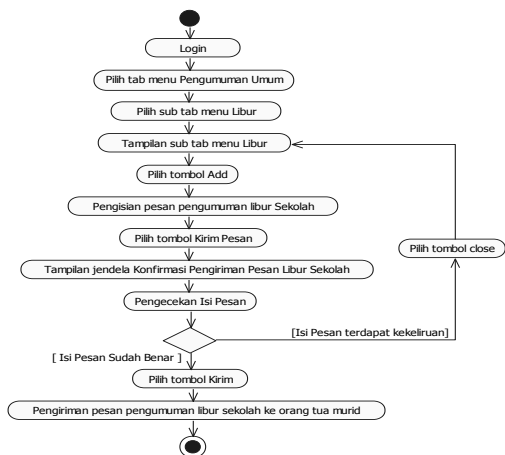 Login
Pilih tab menu Pengumuman Umum
Pilih sub tab menu Libur
Tampilan sub tab menu Libur
Pilih tombol Add
Pengisian pesan pengumuman libur Sekolah
Pilih tombol Kirim Pesan
Pilih tombol close
Tampilan jendela Konfirmasi Pengiriman Pesan Libur Sekolah
Pengecekan Isi Pesan
[Isi Pesan terdapat kekeliruan]
[ Isi Pesan Sudah Benar ]
Pilih tombol Kirim
Pengiriman pesan pengumuman libur sekolah ke orang tua murid